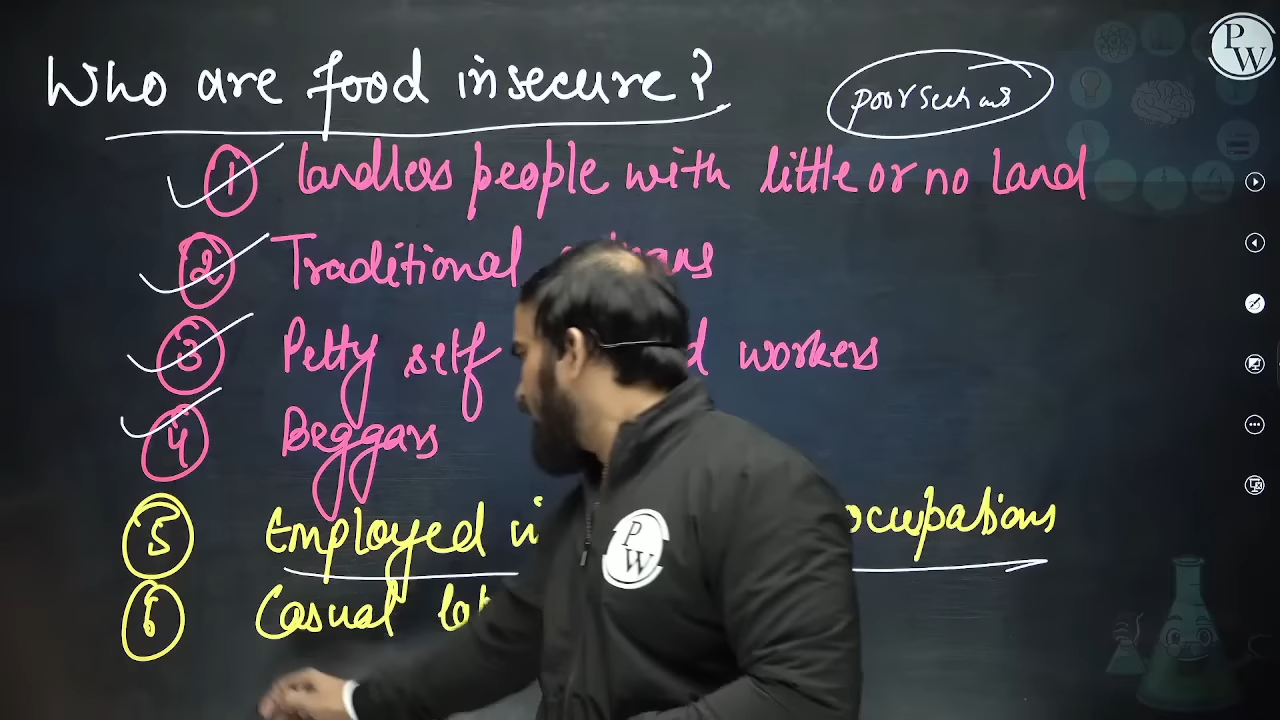 Who are food insecure?
poor sections
① landless people with little or no land
② Traditional
③ Petty self workers
④ Beggars
⑤ Employed occupations
⑥ Casual
PW
PW